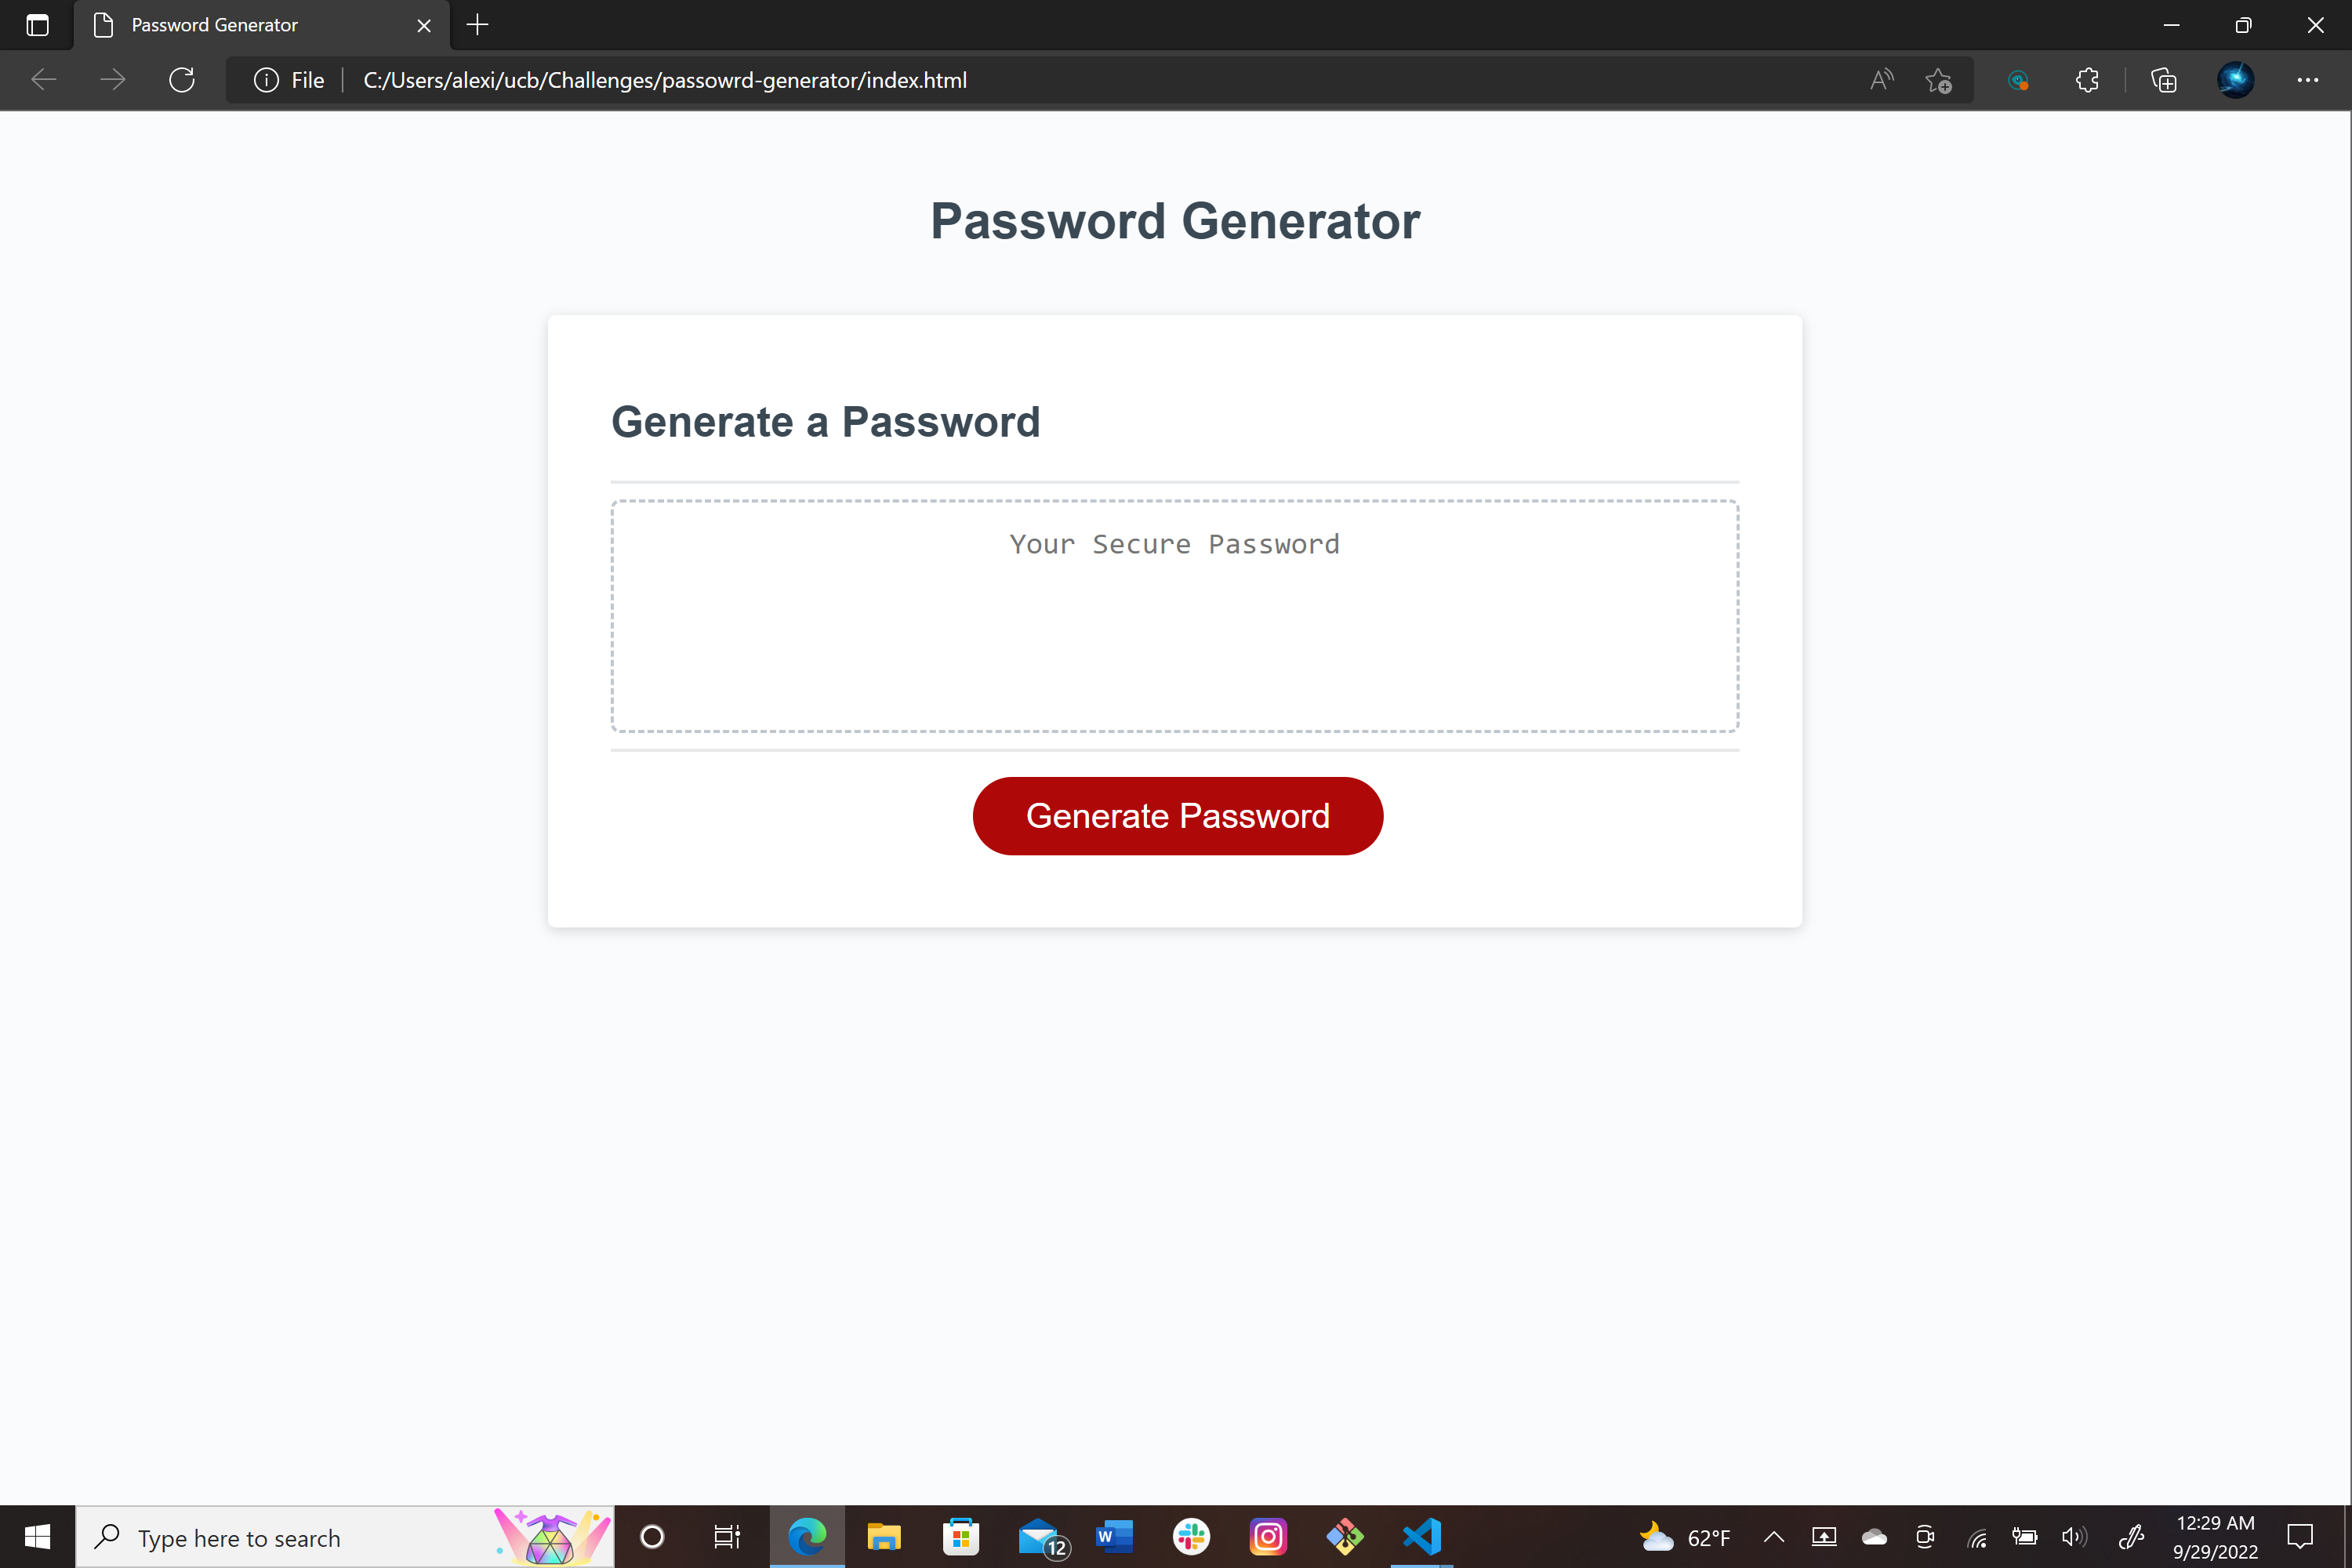 Password Generator
File
C:/Users/alexi/ucb/Challenges/passowrd-generator/index.html
Password Generator
Generate a Password
Your Secure Password
Generate Password
Type here to search
12
W
62°F
12:29 AM
9/29/2022